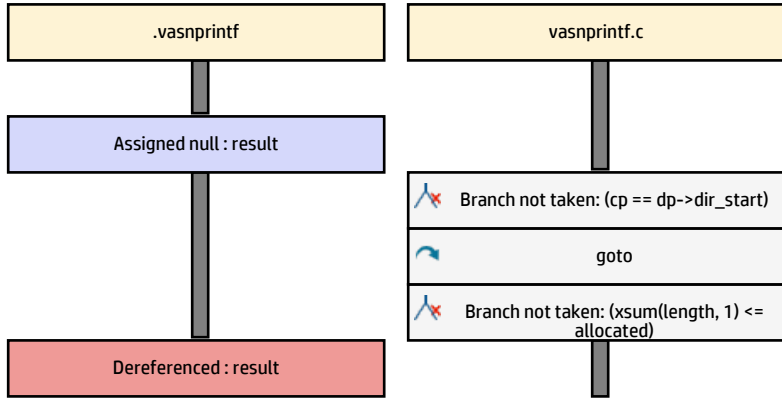 .vasnprintf
vasnprintf.c
Assigned null : result
Branch not taken: (cp == dp->dir_start)
goto
Branch not taken: (xsum(length, 1) <=
allocated)
Dereferenced : result